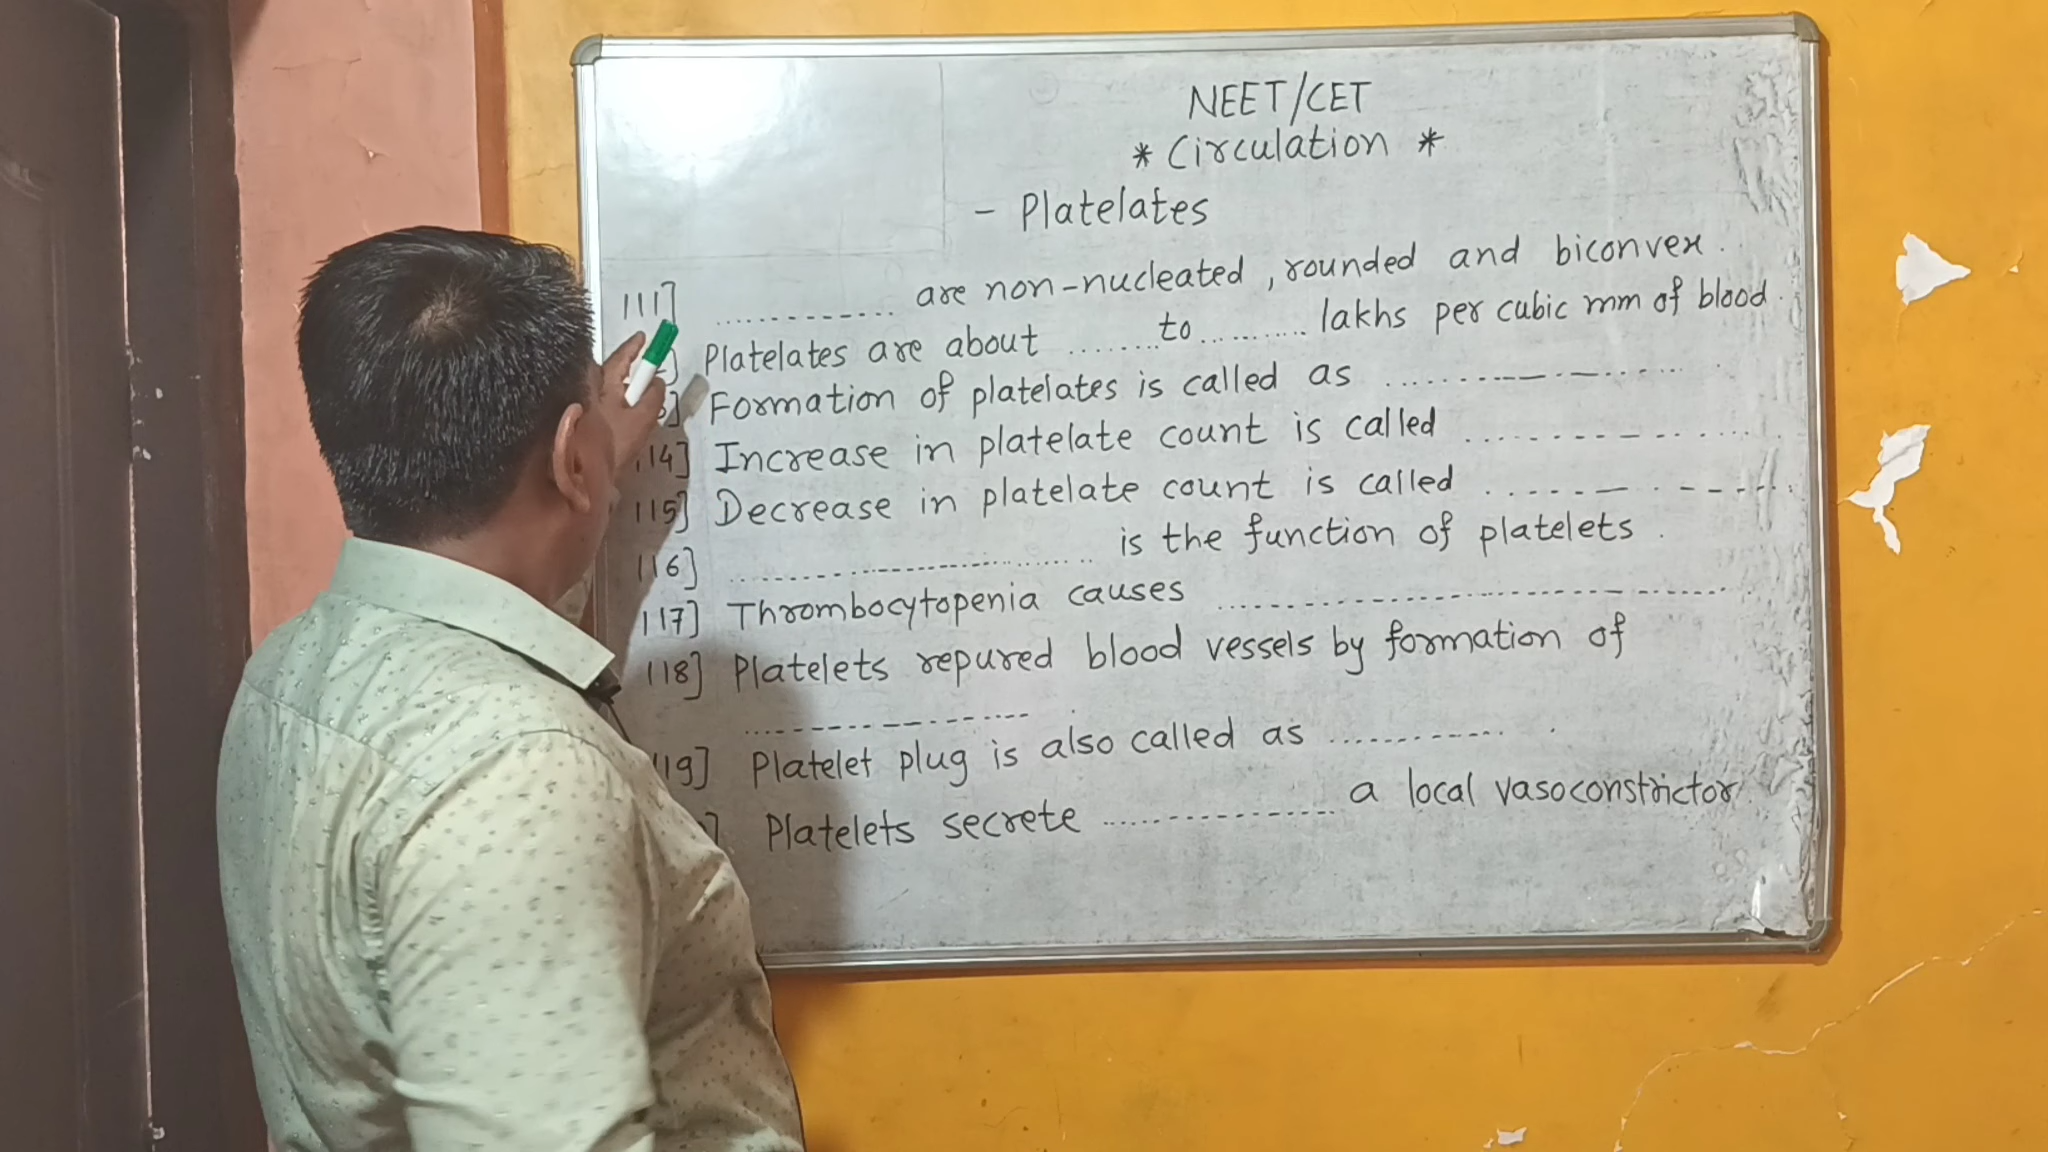 NEET/CET
* Circulation *
- Platelates
111] ............. are non-nucleated, rounded and biconvex.
2] Platelates are about ........ to .......... lakhs per cubic mm of blood.
3] Formation of platelates is called as ..................
114] Increase in platelate count is called ..................
115] Decrease in platelate count is called ..................
116] .............................. is the function of platelets.
117] Thrombocytopenia causes ..............................
118] Platelets repured blood vessels by formation of
.................... .
119] Platelet plug is also called as ............. .
] Platelets secrete .................. a local vasoconstrictor.